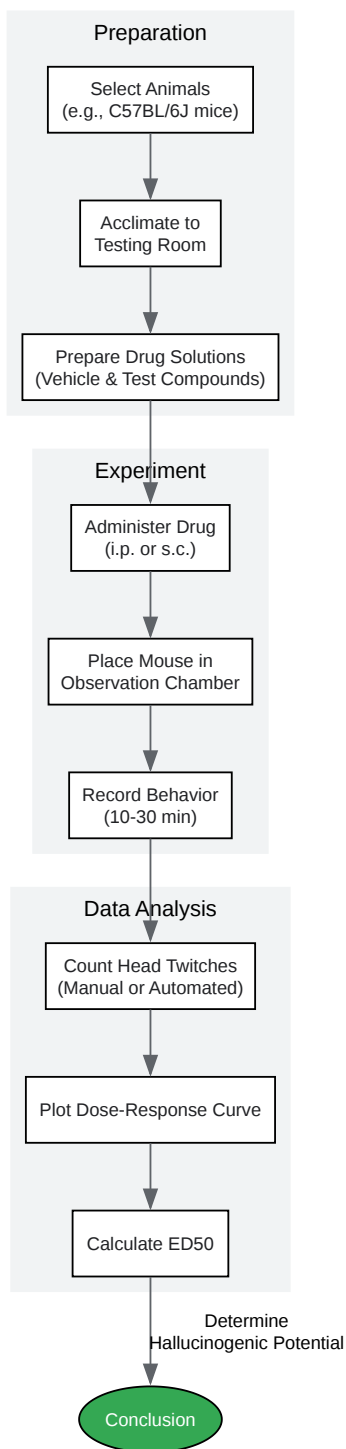 Preparation
Select Animals
(e.g., C57BL/6J mice)
Acclimate to
Testing Room
Prepare Drug Solutions
(Vehicle & Test Compounds)
Experiment
Administer Drug
(i.p. or s.c.)
Place Mouse in
Observation Chamber
Record Behavior
(10-30 min)
Data Analysis
Count Head Twitches
(Manual or Automated)
Plot Dose-Response Curve
Calculate ED50
Determine
Hallucinogenic Potential
Conclusion